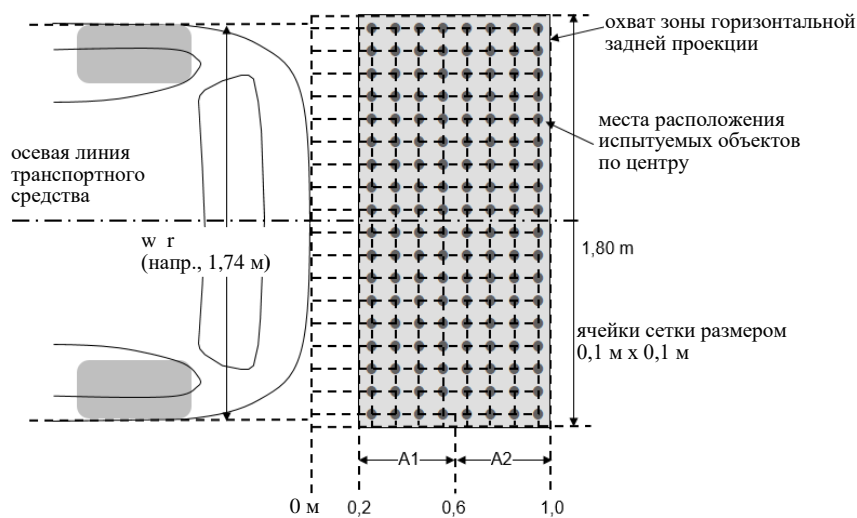 охват зоны горизонтальной
задней проекции
места расположения
испытуемых объектов
по центру
осевая линия
транспортного
средства
w r
(напр., 1,74 м)
1,80 m
ячейки сетки размером
0,1 м x 0,1 м
A1 A2
0 м 0,2 0,6 1,0